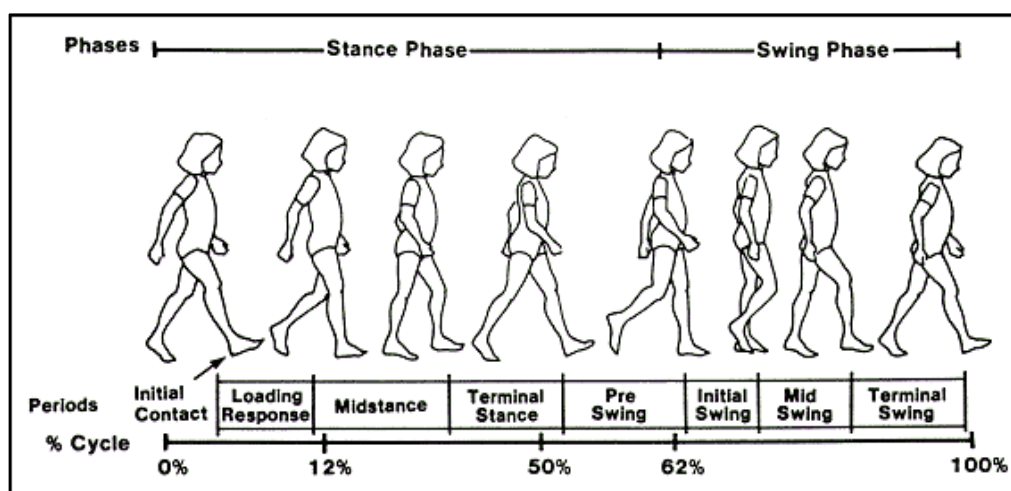 Phases Stance Phase Swing Phase
Periods Initial Contact Loading Response Midstance Terminal Stance Pre Swing Initial Swing Mid Swing Terminal Swing
% Cycle
0% 12% 50% 62% 100%